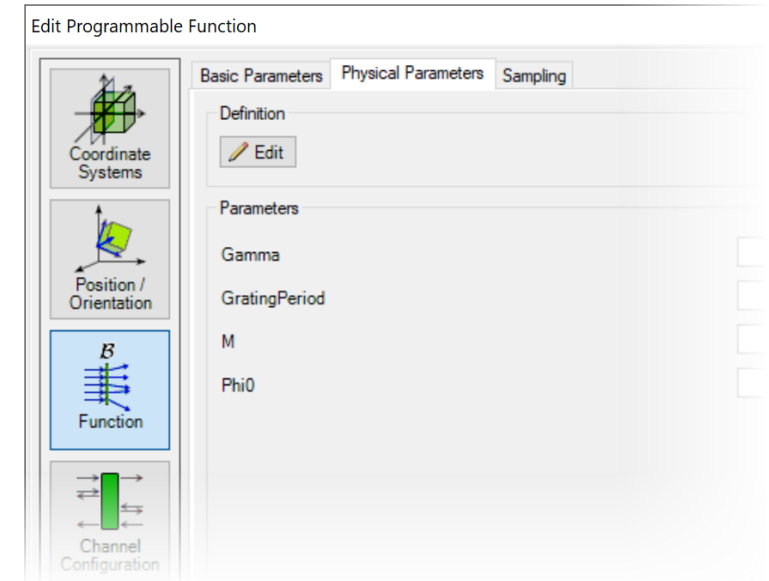 Edit Programmable Function
Basic Parameters Physical Parameters Sampling
Coordinate
Systems
Definition
Edit
Position /
Orientation
Parameters
Gamma
GratingPeriod
M
Phi0
B
Function
Channel
Configuration